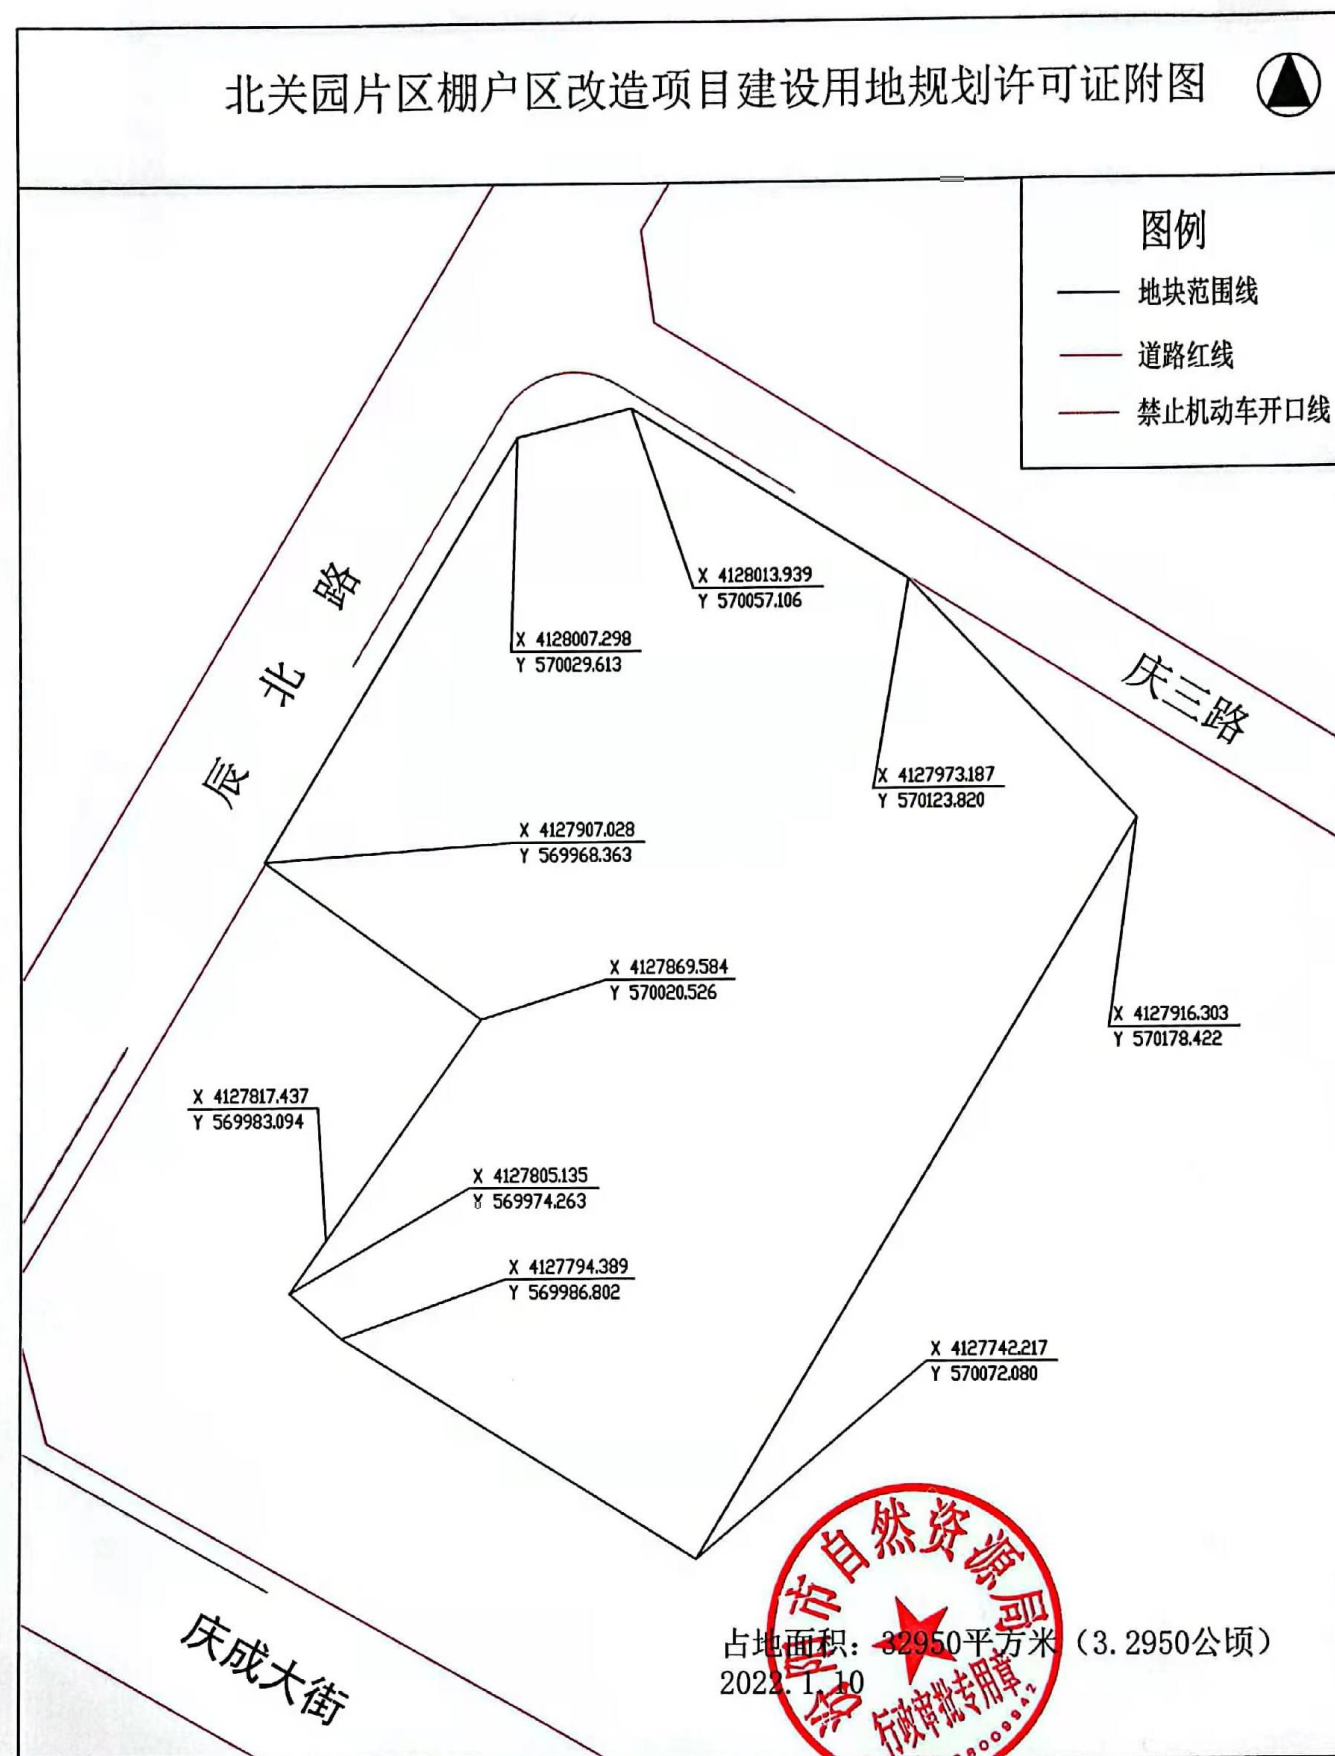 北关园片区棚户区改造项目建设用地规划许可证附图
图例
地块范围线
道路红线
禁止机动车开口线
X 4128013.939
Y 570057.106
X 4128007.298
Y 570029.613
辰北路
庆三路
X 4127973.187
Y 570123.820
X 4127907.028
Y 569968.363
X 4127869.584
Y 570020.526
X 4127916.303
Y 570178.422
X 4127817.437
Y 569983.094
X 4127805.135
Y 569974.263
X 4127794.389
Y 569986.802
X 4127742.217
Y 570072.080
庆成大街
占地面积：32950平方米（3.2950公顷）
2022.1.10
市自然资源局
行政审批专用章